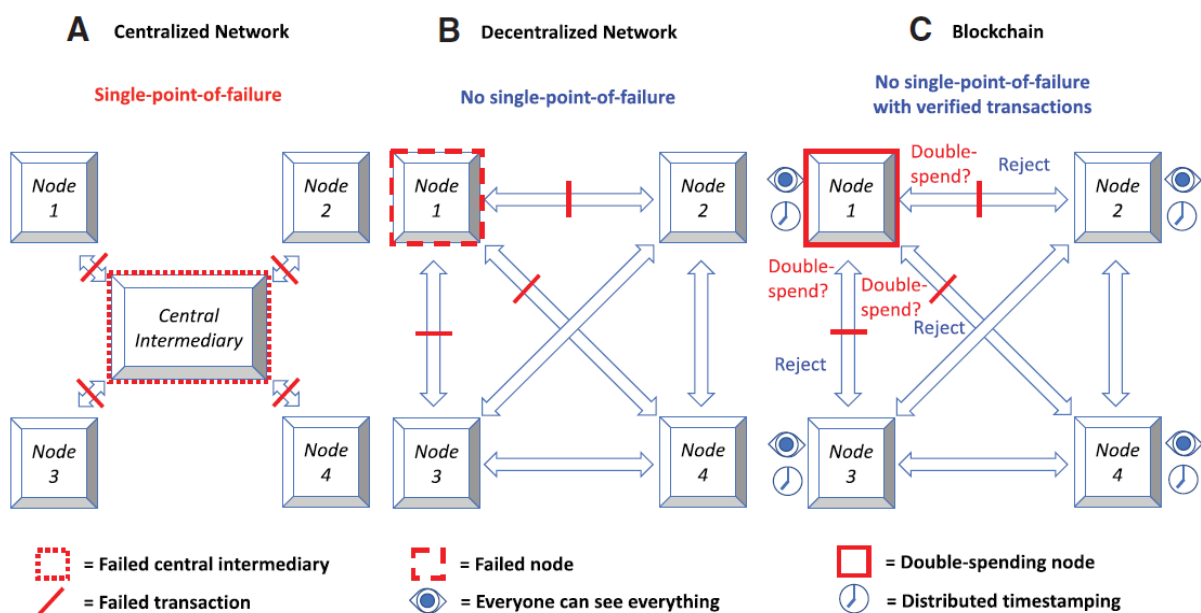 A Centralized Network
Single-point-of-failure
Node
1
Node
2
Central
Intermediary
Node
3
Node
4
B Decentralized Network
No single-point-of-failure
Node
1
Node
2
Node
3
Node
4
C Blockchain
No single-point-of-failure
with verified transactions
Node
1
Double-
spend?
Reject
Node
2
Double-
spend?
Double-
spend?
Reject
Reject
Node
3
Node
4
= Failed central intermediary
= Failed transaction
= Failed node
= Everyone can see everything
= Double-spending node
= Distributed timestamping